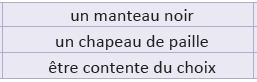 un manteau noir
un chapeau de paille
être contente du choix